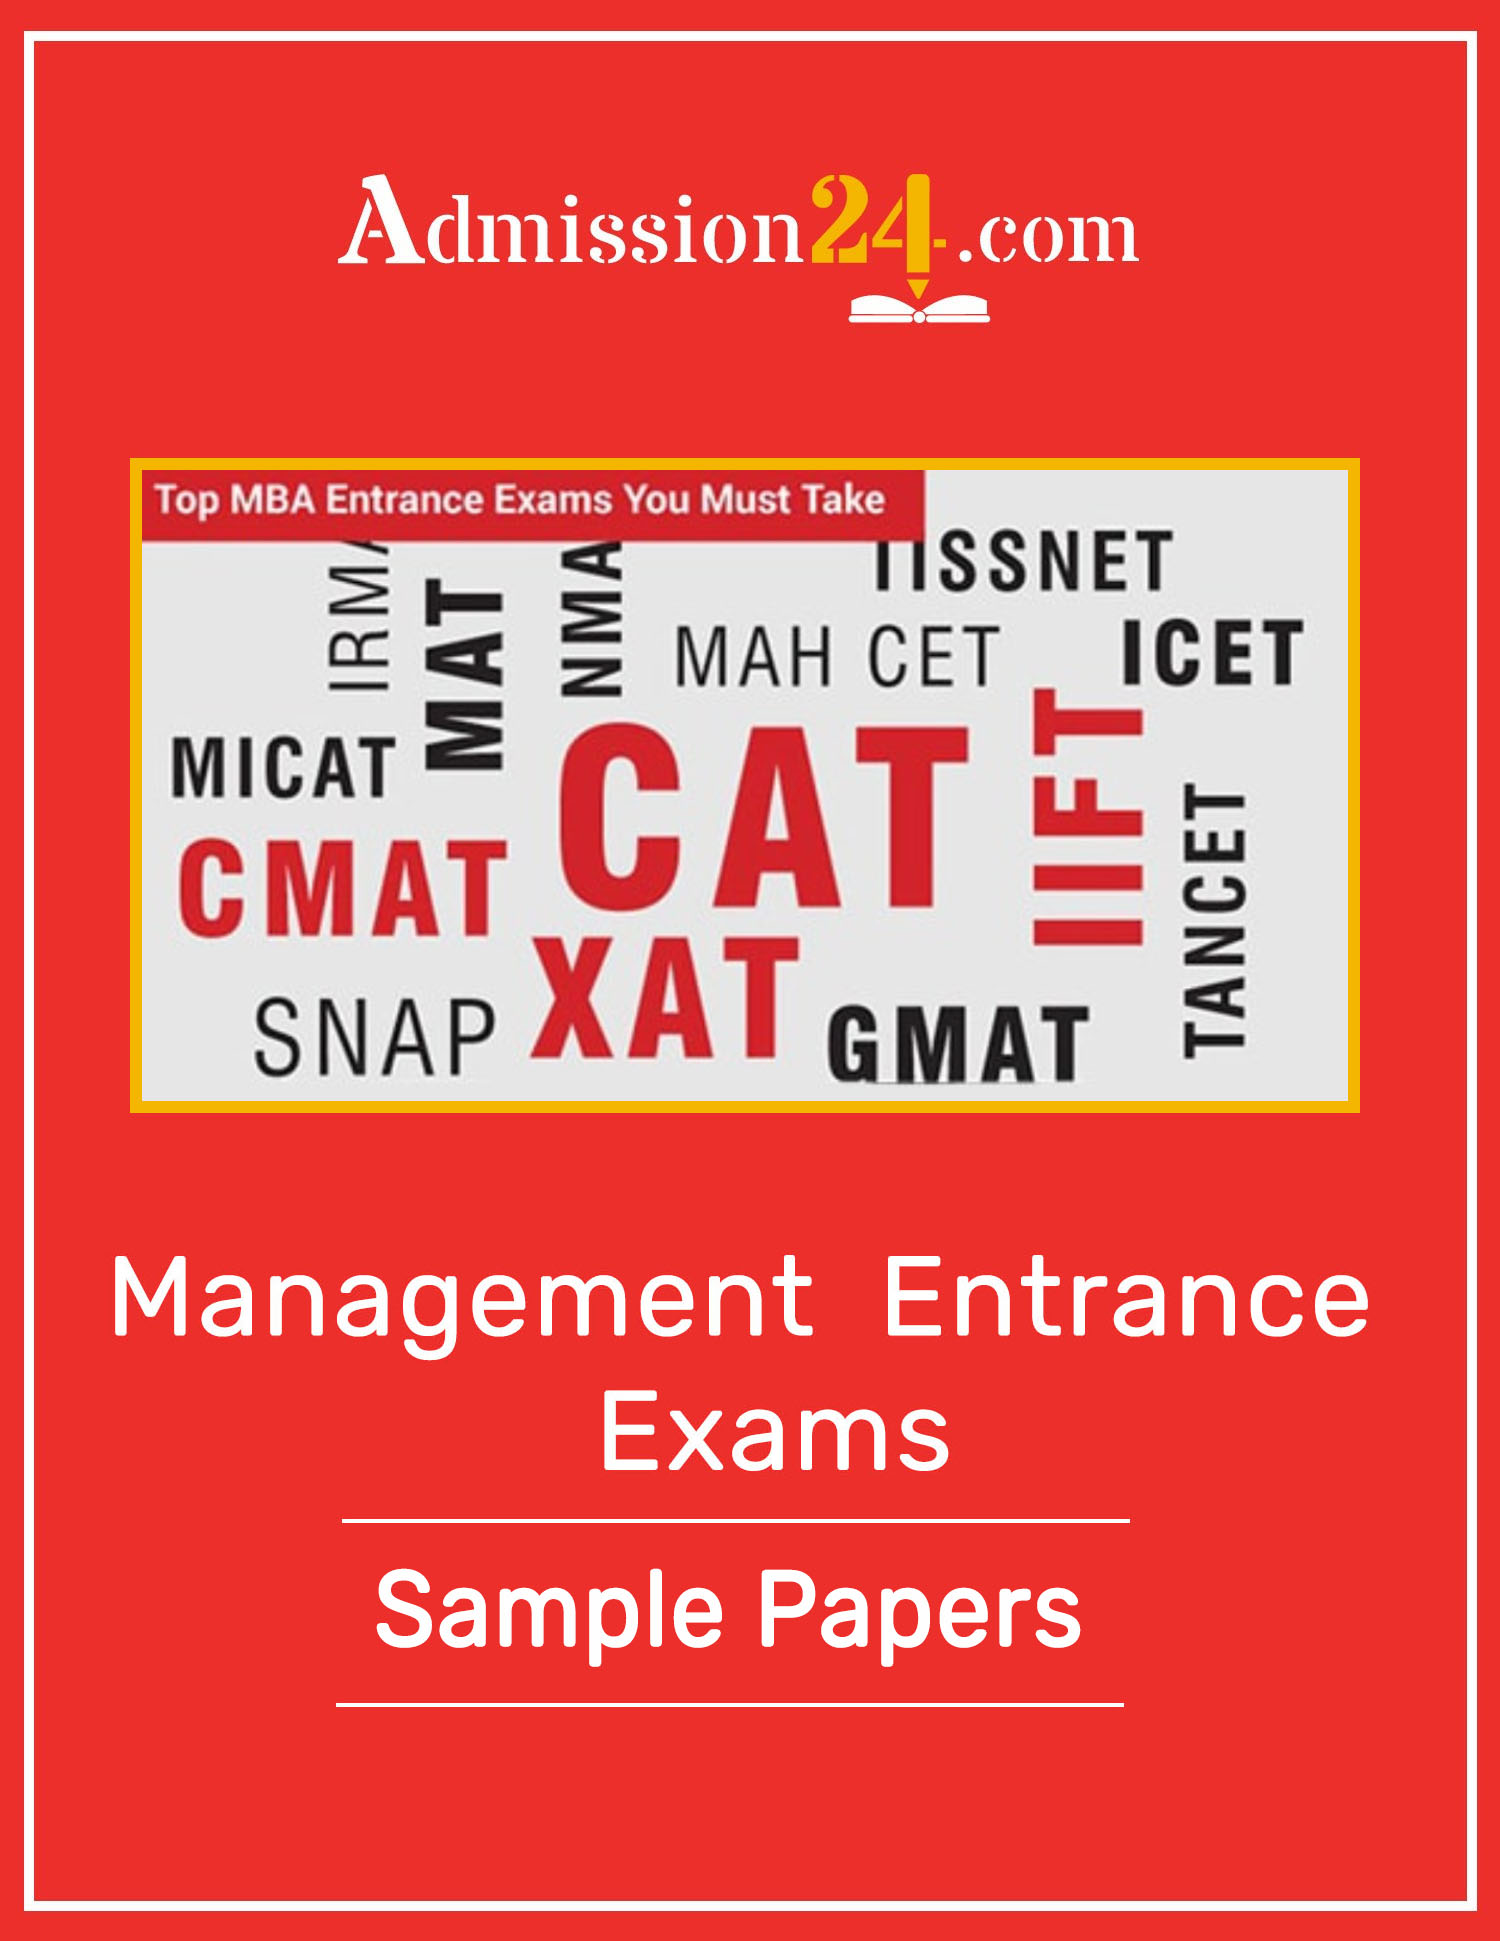 Admission24.com
Top MBA Entrance Exams You Must Take
IRMA
MAT
NMA
TISSNET
MAH CET
ICET
MICAT
CAT
IIFT
CMAT
TANCET
XAT
SNAP
GMAT
Management Entrance
Exams
Sample Papers